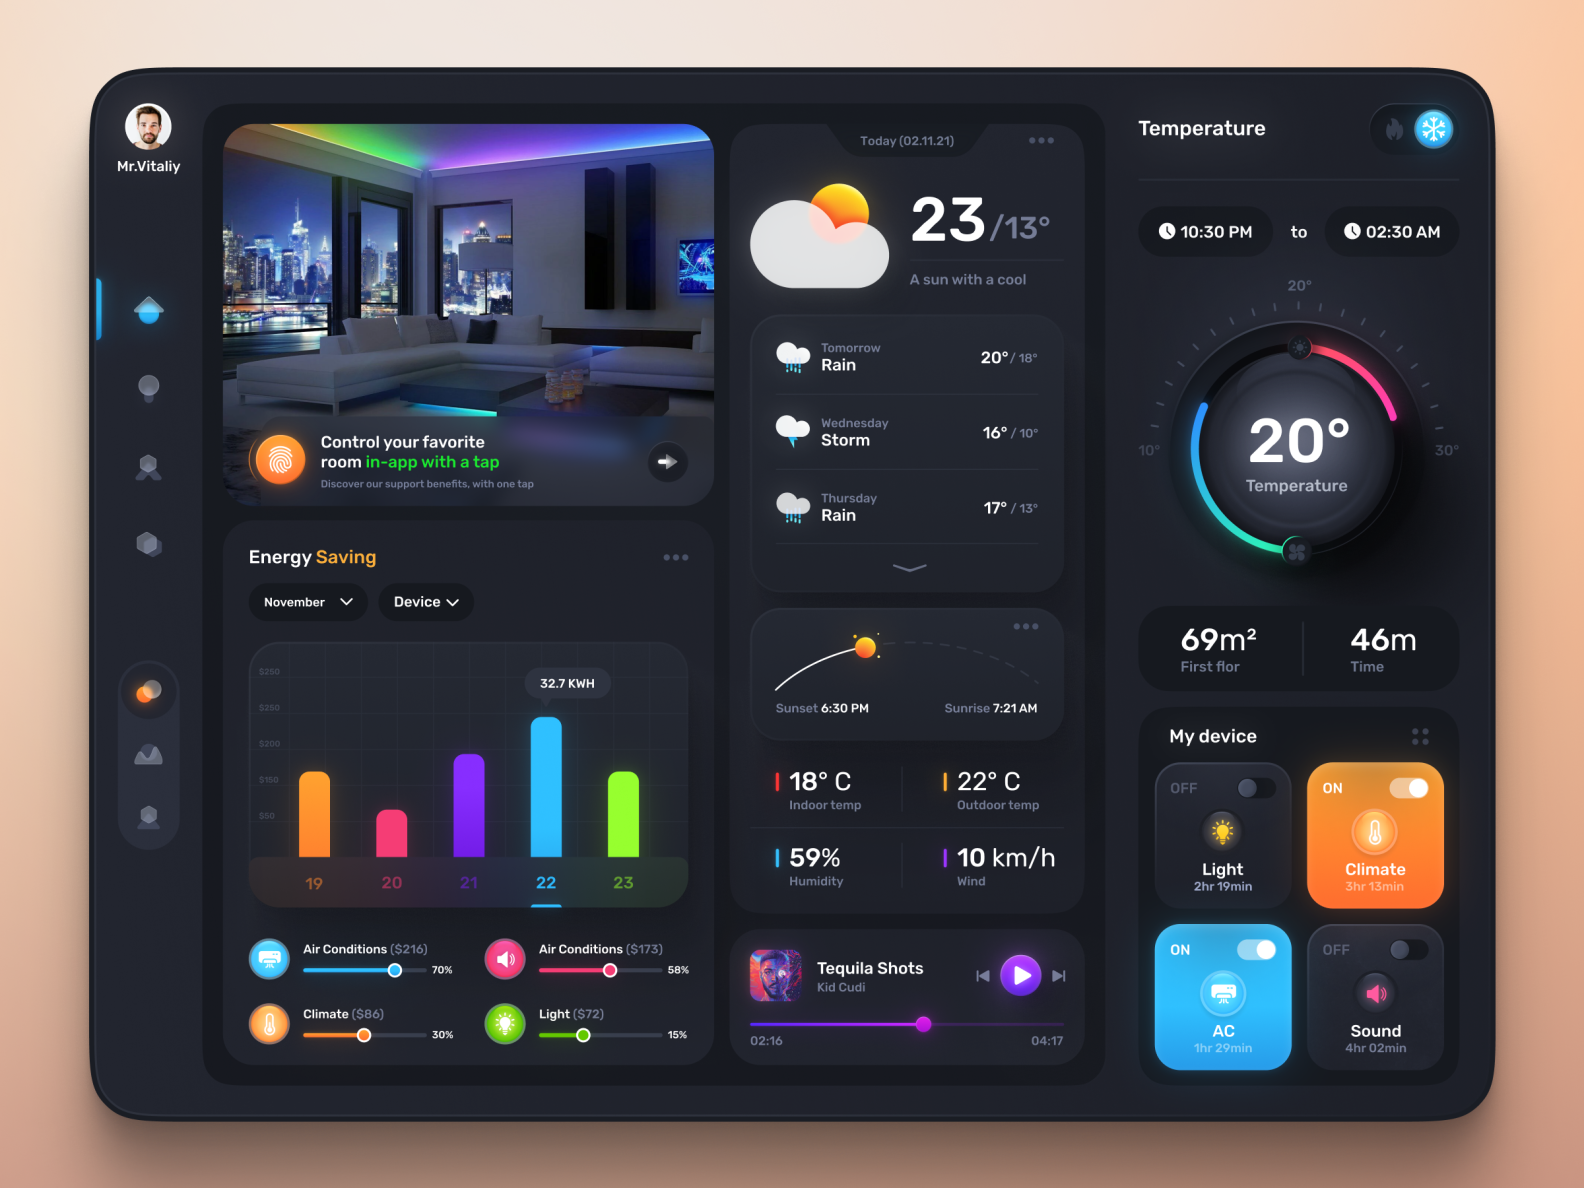 Mr.Vitaliy
Control your favorite
room in-app with a tap
Discover our support benefits, with one tap
Energy Saving
November
Device
$250
$250
$200
$150
$50
32.7 KWH
19 20 21 22 23
Air Conditions ($216)
70%
Air Conditions ($173)
58%
Climate ($86)
30%
Light ($72)
15%
Today (02.11.21)
23/13°
A sun with a cool
Tomorrow
Rain
20° / 18°
Wednesday
Storm
16° / 10°
Thursday
Rain
17° / 13°
Sunset 6:30 PM
Sunrise 7:21 AM
18° C
Indoor temp
22° C
Outdoor temp
59%
Humidity
10 km/h
Wind
Tequila Shots
Kid Cudi
02:16
04:17
Temperature
10:30 PM to 02:30 AM
20°
10°
30°
20°
Temperature
69m²
First flor
46m
Time
My device
OFF
Light
2hr 19min
ON
Climate
3hr 13min
ON
AC
1hr 29min
OFF
Sound
4hr 02min